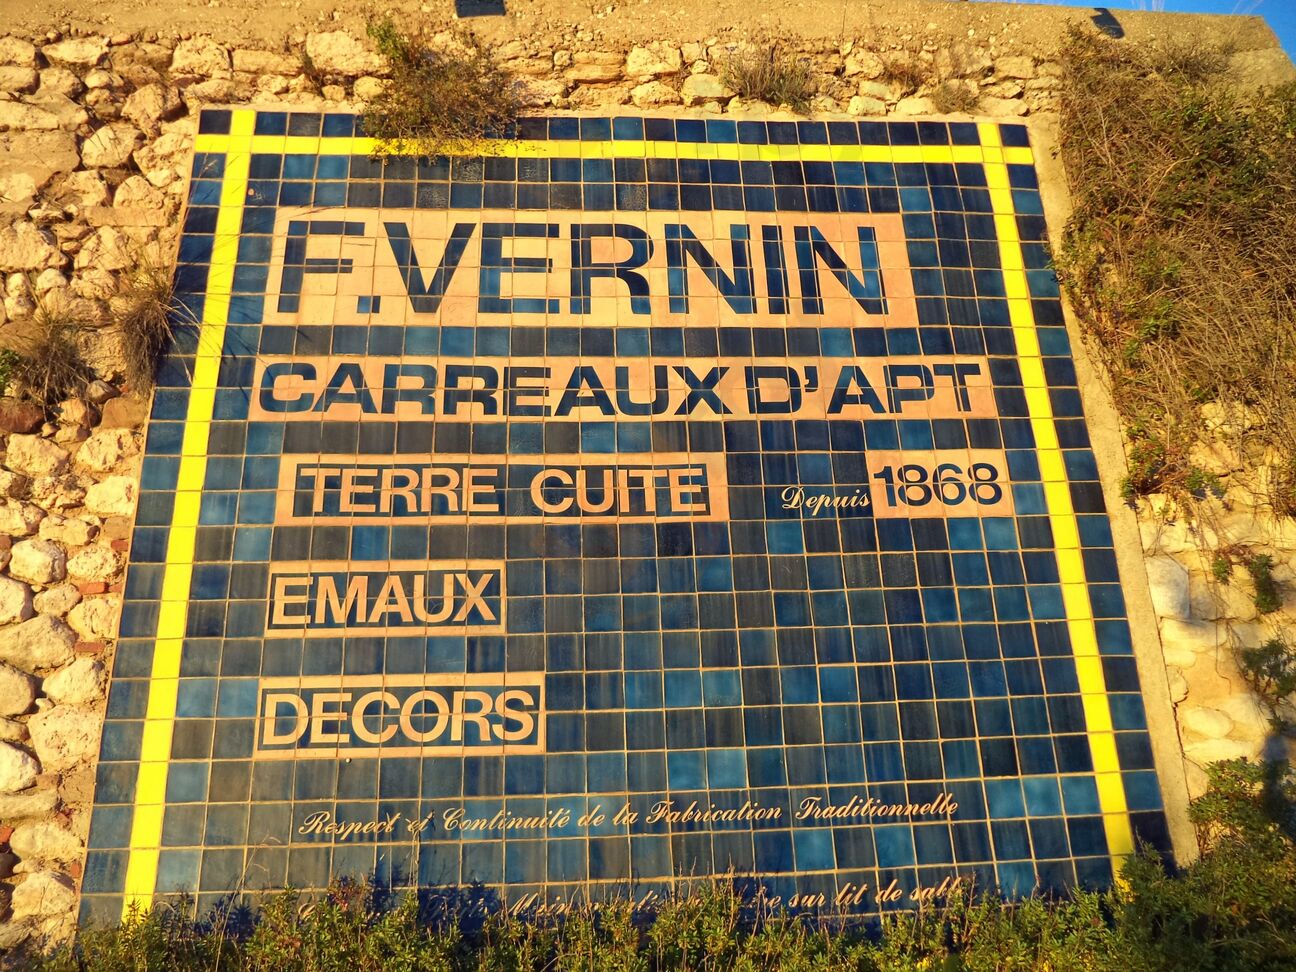 F.VERNIN
CARREAUX D'APT
TERRE CUITE Depuis 1868
EMAUX
DECORS
Respect et Continuité de la Fabrication Traditionnelle
Main sur lit de sable